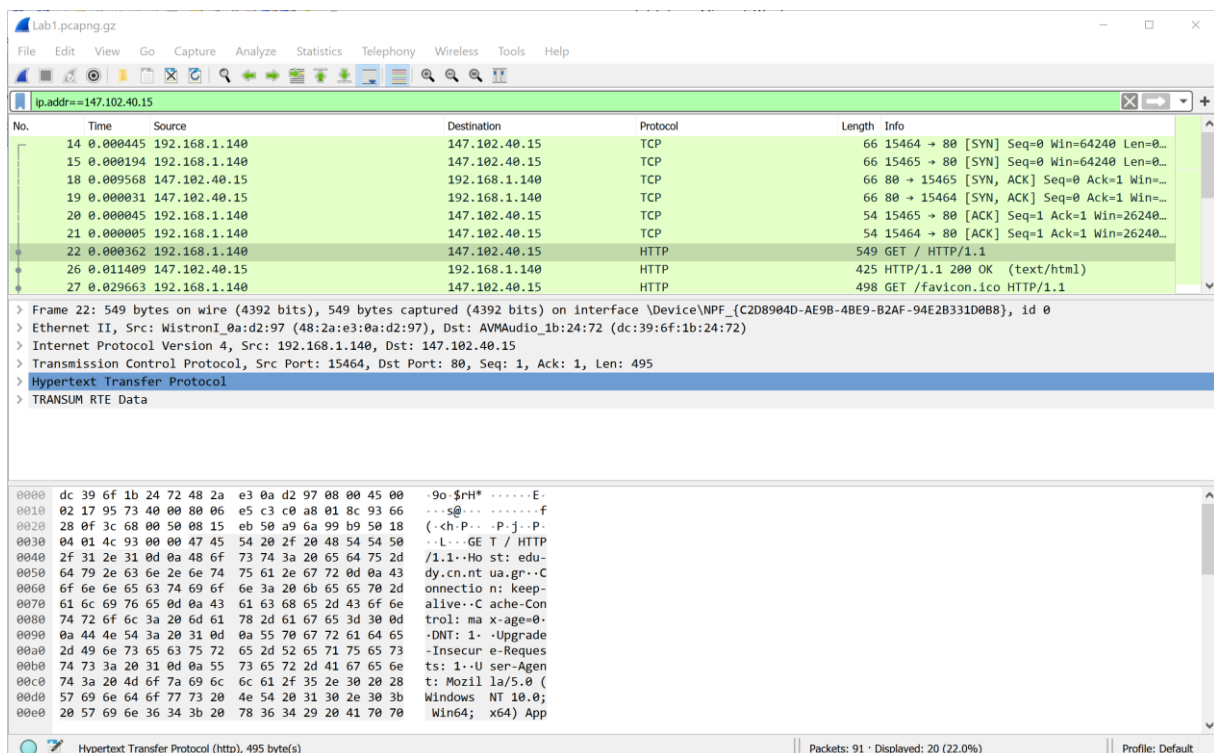 Lab1.pcapng.gz
File Edit View Go Capture Analyze Statistics Telephony Wireless Tools Help
ip.addr==147.102.40.15
No. Time Source Destination Protocol Length Info
14 0.000445 192.168.1.140 147.102.40.15 TCP 66 15464 → 80 [SYN] Seq=0 Win=64240 Len=0…
15 0.000194 192.168.1.140 147.102.40.15 TCP 66 15465 → 80 [SYN] Seq=0 Win=64240 Len=0…
18 0.009568 147.102.40.15 192.168.1.140 TCP 66 80 → 15465 [SYN, ACK] Seq=0 Ack=1 Win=…
19 0.000031 147.102.40.15 192.168.1.140 TCP 66 80 → 15464 [SYN, ACK] Seq=0 Ack=1 Win=…
20 0.000045 192.168.1.140 147.102.40.15 TCP 54 15465 → 80 [ACK] Seq=1 Ack=1 Win=26240…
21 0.000005 192.168.1.140 147.102.40.15 TCP 54 15464 → 80 [ACK] Seq=1 Ack=1 Win=26240…
22 0.000362 192.168.1.140 147.102.40.15 HTTP 549 GET / HTTP/1.1
26 0.011409 147.102.40.15 192.168.1.140 HTTP 425 HTTP/1.1 200 OK (text/html)
27 0.029663 192.168.1.140 147.102.40.15 HTTP 498 GET /favicon.ico HTTP/1.1
> Frame 22: 549 bytes on wire (4392 bits), 549 bytes captured (4392 bits) on interface \Device\NPF_{C2D8904D-AE9B-4BE9-B2AF-94E2B331D0B8}, id 0
> Ethernet II, Src: WistronI_0a:d2:97 (48:2a:e3:0a:d2:97), Dst: AVMAudio_1b:24:72 (dc:39:6f:1b:24:72)
> Internet Protocol Version 4, Src: 192.168.1.140, Dst: 147.102.40.15
> Transmission Control Protocol, Src Port: 15464, Dst Port: 80, Seq: 1, Ack: 1, Len: 495
> Hypertext Transfer Protocol
> TRANSUM RTE Data
0000 dc 39 6f 1b 24 72 48 2a e3 0a d2 97 08 00 45 00 ·9o·$rH* ······E·
0010 02 17 95 73 40 00 80 06 e5 c3 c0 a8 01 8c 93 66 ···s@··· ·······f
0020 28 0f 3c 68 00 50 08 15 eb 50 a9 6a 99 b9 50 18 (·<h·P·· ·P·j··P·
0030 04 01 4c 93 00 00 47 45 54 20 2f 20 48 54 54 50 ··L···GE T / HTTP
0040 2f 31 2e 31 0d 0a 48 6f 73 74 3a 20 65 64 75 2d /1.1··Ho st: edu-
0050 64 79 2e 63 6e 2e 6e 74 75 61 2e 67 72 0d 0a 43 dy.cn.nt ua.gr··C
0060 6f 6e 6e 65 63 74 69 6f 6e 3a 20 6b 65 65 70 2d onnectio n: keep-
0070 61 6c 69 76 65 0d 0a 43 61 63 68 65 2d 43 6f 6e alive··C ache-Con
0080 74 72 6f 6c 3a 20 6d 61 78 2d 61 67 65 3d 30 0d trol: ma x-age=0·
0090 0a 44 4e 54 3a 20 31 0d 0a 55 70 67 72 61 64 65 ·DNT: 1· ·Upgrade
00a0 2d 49 6e 73 65 63 75 72 65 2d 52 65 71 75 65 73 -Insecur e-Reques
00b0 74 73 3a 20 31 0d 0a 55 73 65 72 2d 41 67 65 6e ts: 1··U ser-Agen
00c0 74 3a 20 4d 6f 7a 69 6c 6c 61 2f 35 2e 30 20 28 t: Mozil la/5.0 (
00d0 57 69 6e 64 6f 77 73 20 4e 54 20 31 30 2e 30 3b Windows NT 10.0;
00e0 20 57 69 6e 36 34 3b 20 78 36 34 29 20 41 70 70 Win64; x64) App
Hypertext Transfer Protocol (http), 495 byte(s) Packets: 91 · Displayed: 20 (22.0%) Profile: Default